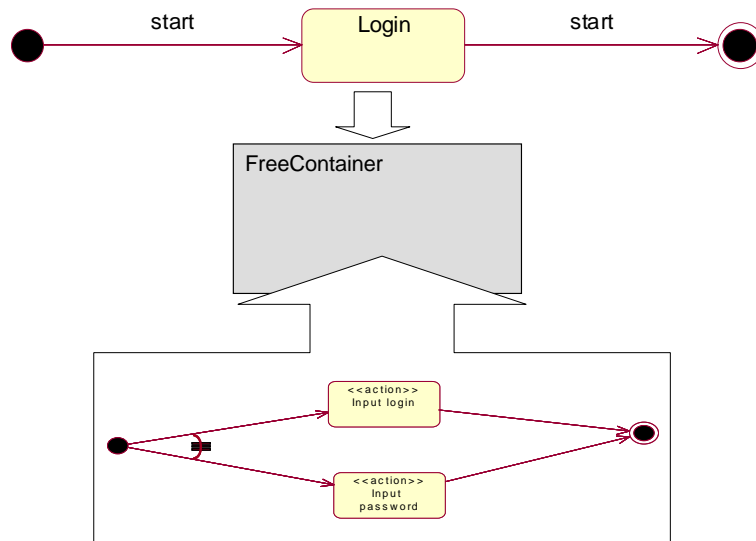 start
Login
start
FreeContainer
<<action>>
Input login
<<action>>
Input
password